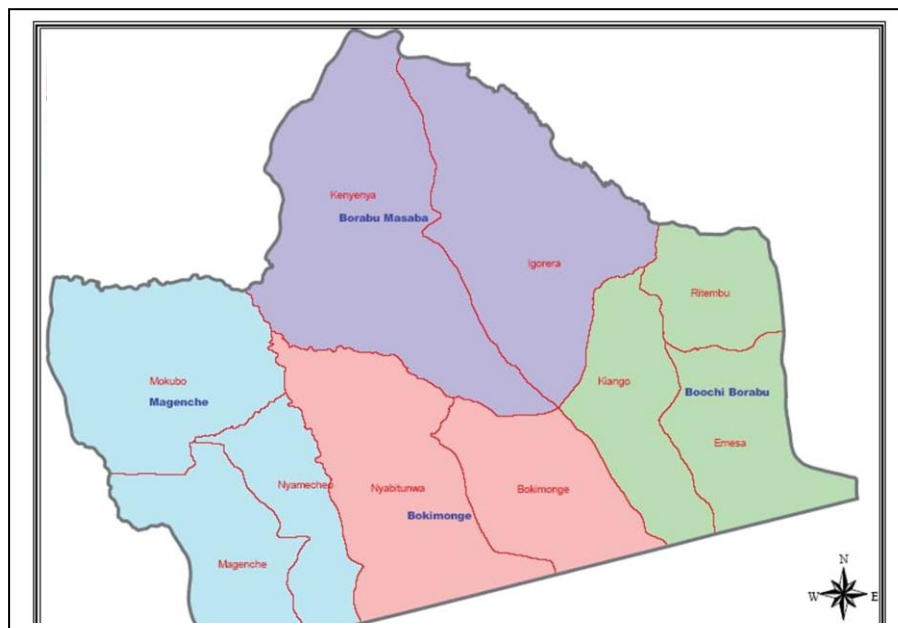 Kenyenya
Borabu Masaba
Igorera
Ritembu
Mokubo
Magenche
Kiango
Boochi Borabu
Emesa
Nyamecheo
Nyabitunwa
Bokimonge
Bokimonge
Magenche
N
W
E